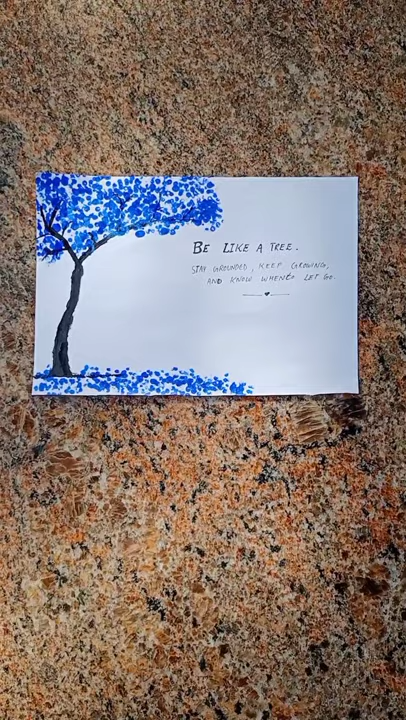 BE LIKE A TREE.
STAY GROUNDED, KEEP GROWING,
AND KNOW WHEN TO LET GO.